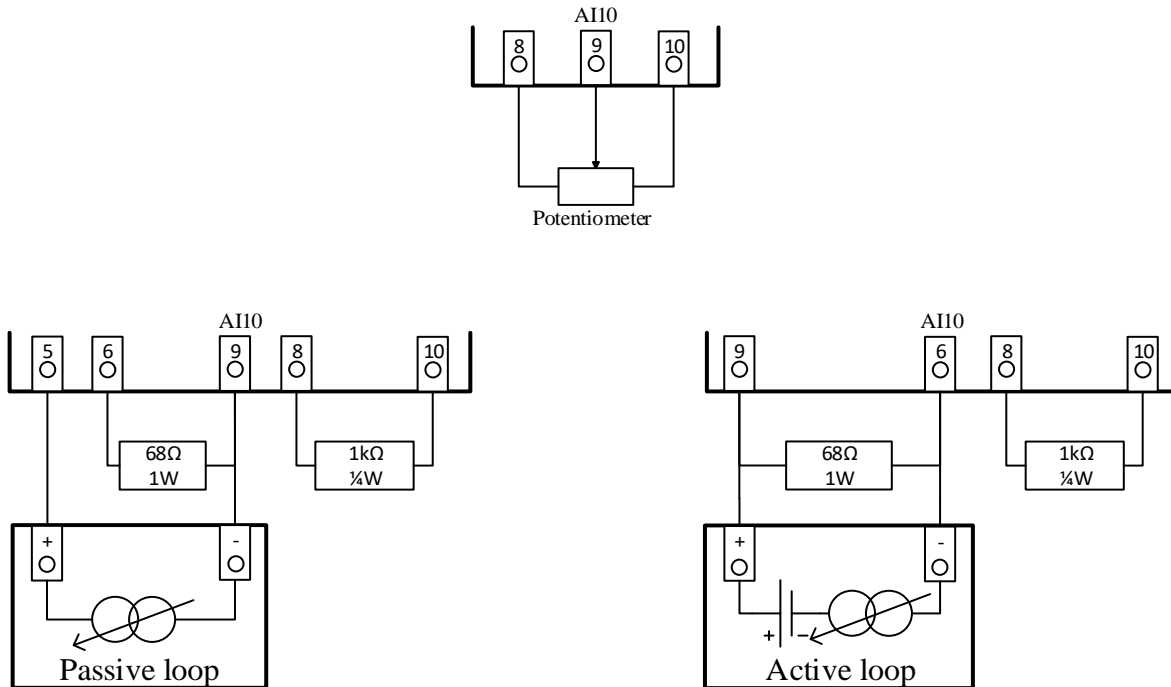 AI10
8 9 10
Potentiometer
AI10
5 6 9 8 10
68Ω
1W
1kΩ
¼W
+ -
Passive loop
AI10
9 6 8 10
68Ω
1W
1kΩ
¼W
+ -
+ -
Active loop